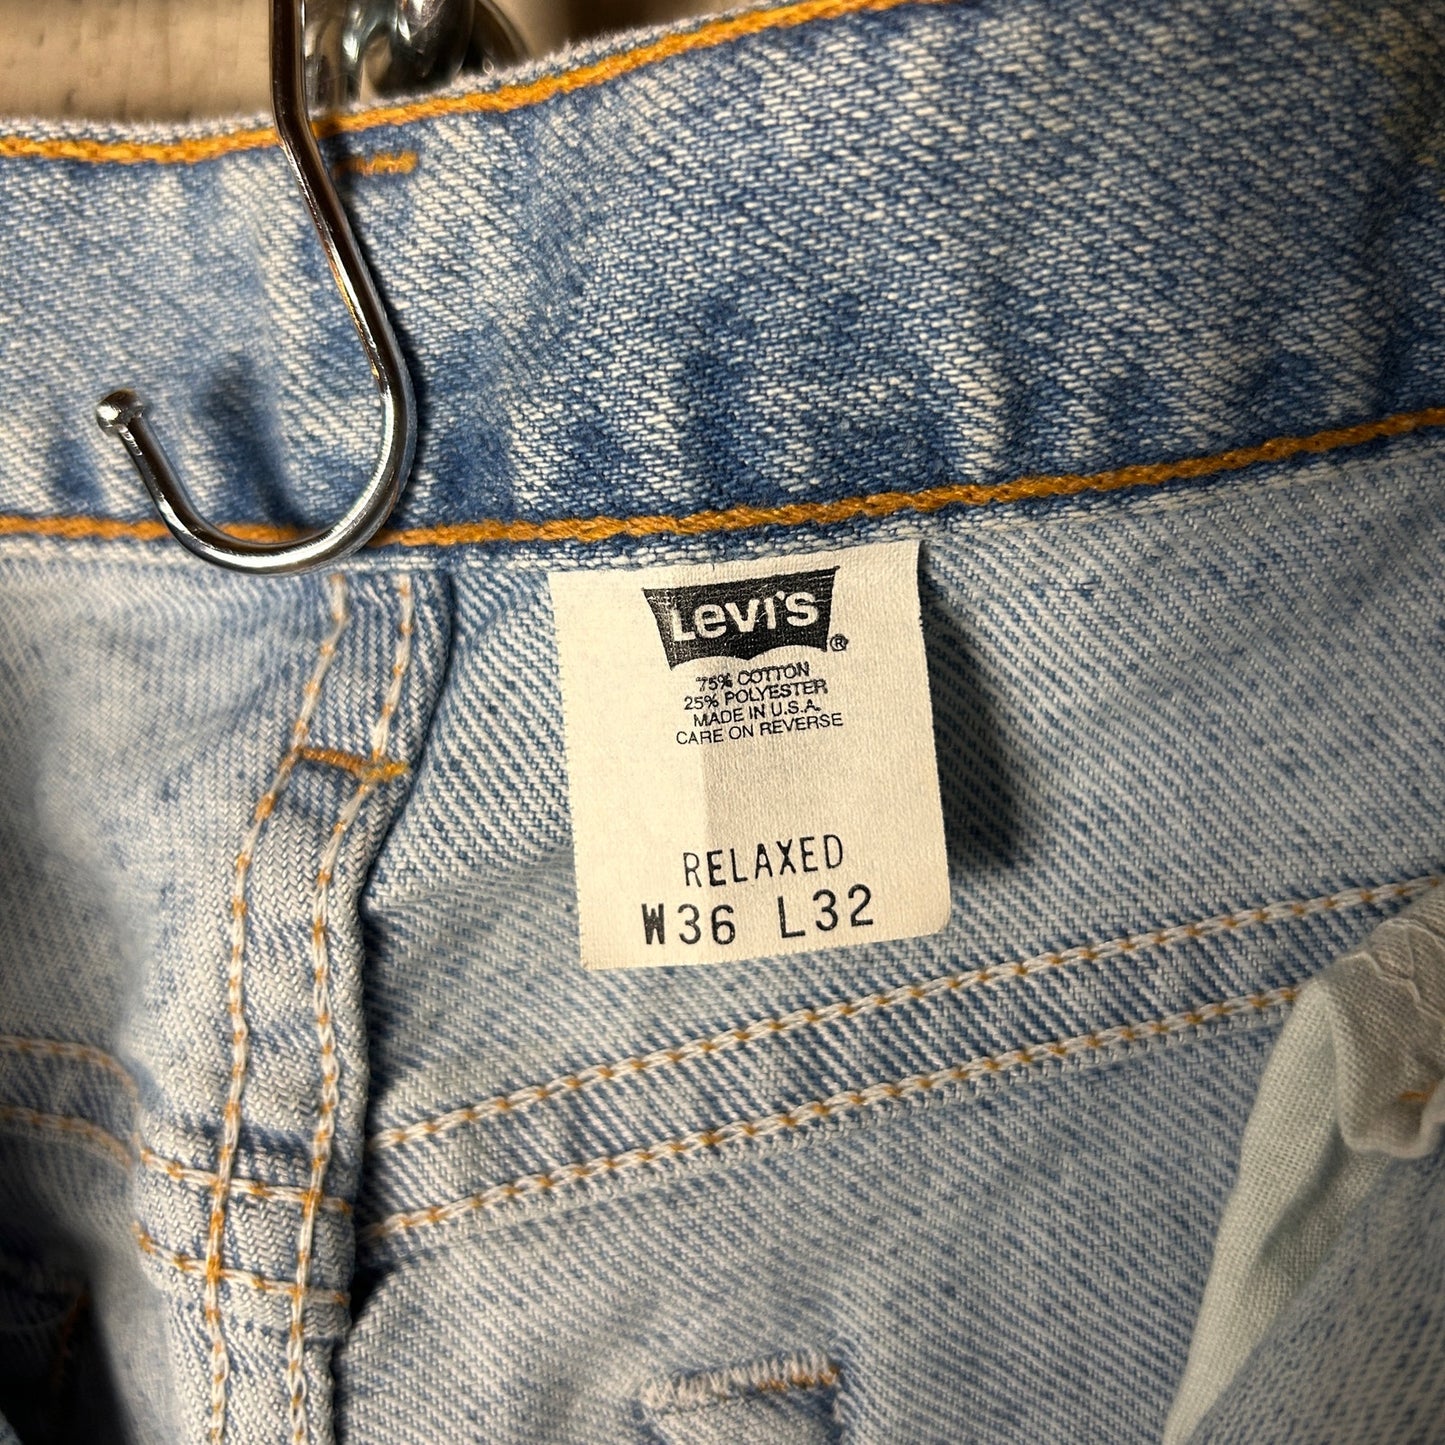 Levi's ®
75% COTTON
25% POLYESTER
MADE IN U.S.A.
CARE ON REVERSE
RELAXED
W36 L32